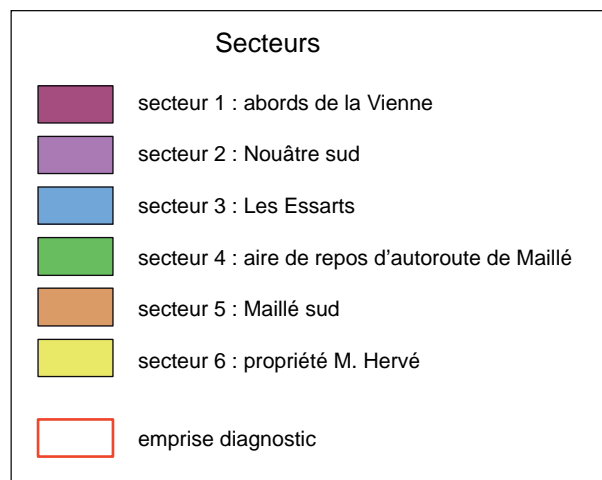 Secteurs
secteur 1 : abords de la Vienne
secteur 2 : Nouâtre sud
secteur 3 : Les Essarts
secteur 4 : aire de repos d'autoroute de Maillé
secteur 5 : Maillé sud
secteur 6 : propriété M. Hervé
emprise diagnostic